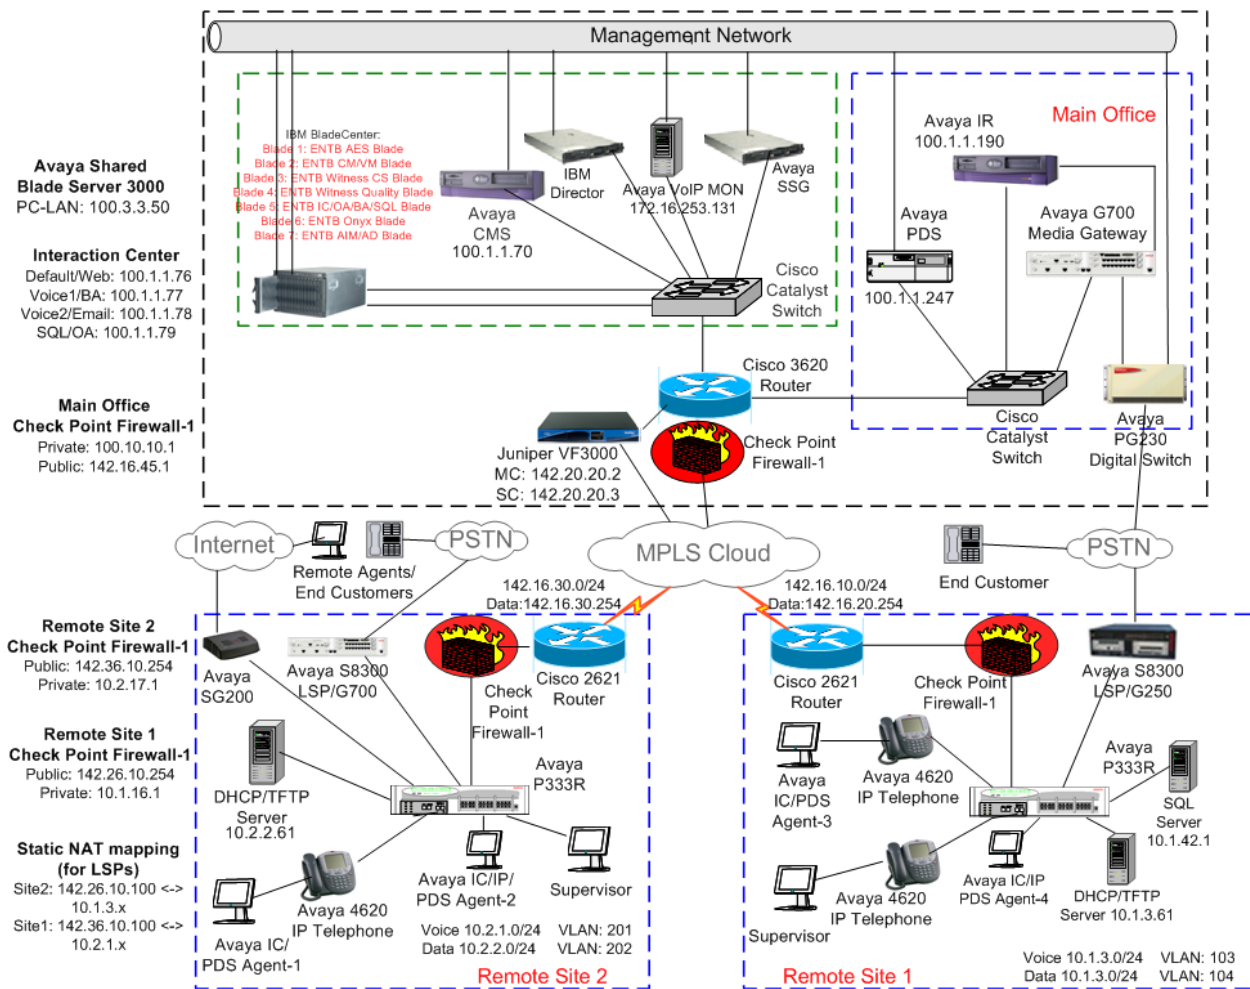 Management Network
Avaya Shared
Blade Server 3000
PC-LAN: 100.3.3.50
Interaction Center
Default/Web: 100.1.1.76
Voice1/BA: 100.1.1.77
Voice2/Email: 100.1.1.78
SQL/OA: 100.1.1.79
Main Office
Check Point Firewall-1
Private: 100.10.10.1
Public: 142.16.45.1
IBM BladeCenter:
Blade 1: ENTB AES Blade
Blade 2: ENTB CM/VM Blade
Blade 3: ENTB Witness CS Blade
Blade 4: ENTB Witness Quality Blade
Blade 5: ENTB IC/OA/BA/SQL Blade
Blade 6: ENTB Onyx Blade
Blade 7: ENTB AIM/AD Blade
Avaya
CMS
100.1.1.70
IBM
Director
Avaya VoIP MON
172.16.253.131
Avaya
SSG
Cisco
Catalyst
Switch
Main Office
Avaya IR
100.1.1.190
Avaya
PDS
100.1.1.247
Avaya G700
Media Gateway
Cisco 3620
Router
Cisco
Catalyst
Switch
Avaya
PG230
Digital Switch
Juniper VF3000
MC: 142.20.20.2
SC: 142.20.20.3
Check Point
Firewall-1
Internet
Remote Agents/
End Customers
PSTN
MPLS Cloud
End Customer
PSTN
142.16.30.0/24
Data:142.16.30.254
142.16.10.0/24
Data:142.16.20.254
Remote Site 2
Check Point Firewall-1
Public: 142.36.10.254
Private: 10.2.17.1
Remote Site 1
Check Point Firewall-1
Public: 142.26.10.254
Private: 10.1.16.1
Static NAT mapping
(for LSPs)
Site2: 142.26.10.100 <->
10.1.3.x
Site1: 142.36.10.100 <->
10.2.1.x
Avaya
SG200
Avaya S8300
LSP/G700
Check
Point
Firewall-1
Cisco 2621
Router
DHCP/TFTP
Server
10.2.2.61
Avaya
P333R
Avaya IC/
PDS Agent-1
Avaya 4620
IP Telephone
Avaya IC/IP/
PDS Agent-2
Supervisor
Voice 10.2.1.0/24 VLAN: 201
Data 10.2.2.0/24 VLAN: 202
Remote Site 2
Cisco 2621
Router
Check Point
Firewall-1
Avaya S8300
LSP/G250
Avaya
IC/PDS
Agent-3
Avaya 4620
IP Telephone
Avaya
P333R
SQL
Server
10.1.42.1
Supervisor
Avaya 4620
IP Telephone
Avaya IC/IP
PDS Agent-4
DHCP/TFTP
Server 10.1.3.61
Voice 10.1.3.0/24 VLAN: 103
Data 10.1.3.0/24 VLAN: 104
Remote Site 1